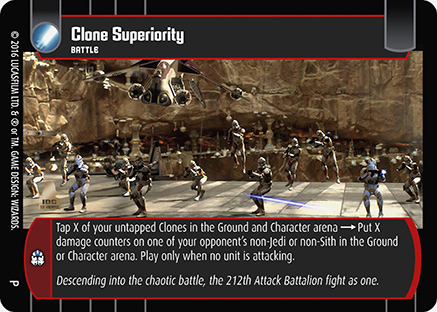 Clone Superiority
BATTLE
© 2016 LUCASFILM LTD. & ® or TM. GAME DESIGN: WIZARDS.
IDC
Tap X of your untapped Clones in the Ground and Character arena → Put X
damage counters on one of your opponent's non-Jedi or non-Sith in the Ground
or Character arena. Play only when no unit is attacking.
Descending into the chaotic battle, the 212th Attack Battalion fight as one.
P